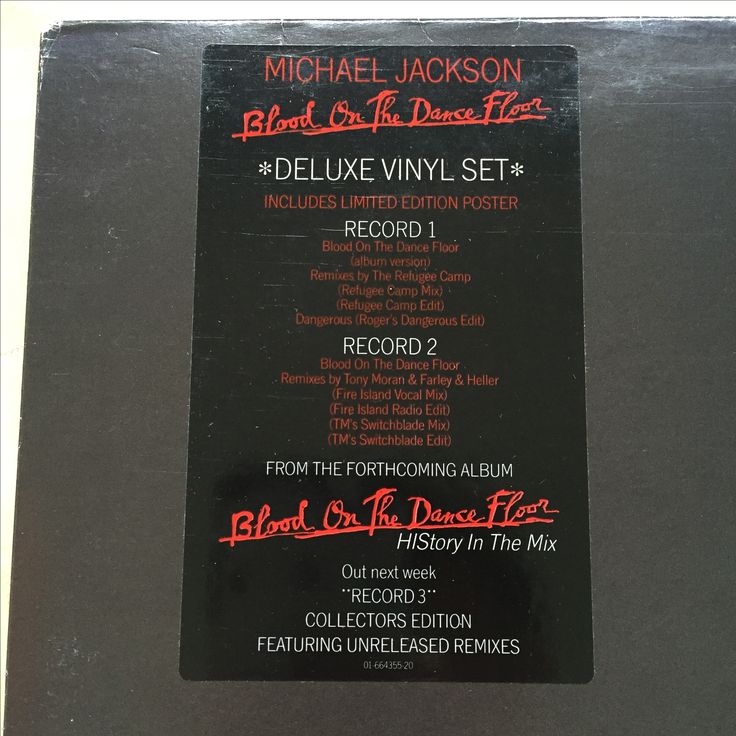 MICHAEL JACKSON
Blood On The Dance Floor
*DELUXE VINYL SET*
INCLUDES LIMITED EDITION POSTER
RECORD 1
Blood On The Dance Floor
(album version)
Remixes by The Refugee Camp
(Refugee Camp Mix)
(Refugee Camp Edit)
Dangerous (Roger's Dangerous Edit)
RECORD 2
Blood On The Dance Floor
Remixes by Tony Moran & Farley & Heller
(Fire Island Vocal Mix)
(Fire Island Radio Edit)
(TM's Switchblade Mix)
(TM's Switchblade Edit)
FROM THE FORTHCOMING ALBUM
Blood On The Dance Floor
HIStory In The Mix
Out next week
"RECORD 3"
COLLECTORS EDITION
FEATURING UNRELEASED REMIXES
01-664355-20